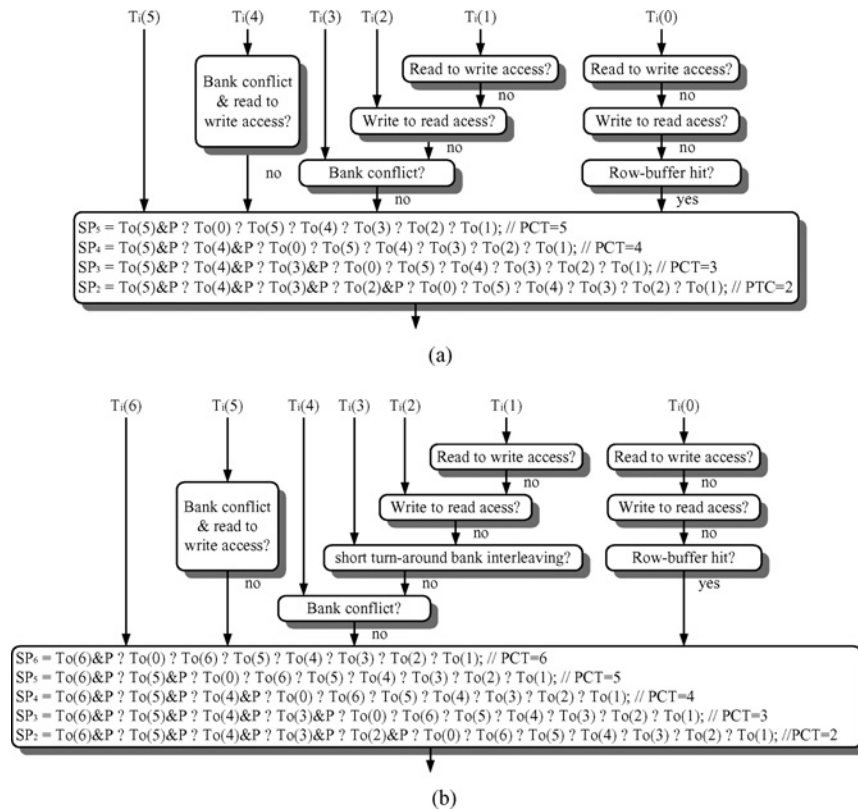 Ti(5) Ti(4) Ti(3) Ti(2) Ti(1) Ti(0)
Read to write access?
Read to write access?
Bank conflict
& read to
write access?
no
no
Write to read acess?
Write to read acess?
no
no
no
Bank conflict?
Row-buffer hit?
no
yes
SP5 = To(5)&P ? To(0) ? To(5) ? To(4) ? To(3) ? To(2) ? To(1); // PCT=5
SP4 = To(5)&P ? To(4)&P ? To(0) ? To(5) ? To(4) ? To(3) ? To(2) ? To(1); // PCT=4
SP3 = To(5)&P ? To(4)&P ? To(3)&P ? To(0) ? To(5) ? To(4) ? To(3) ? To(2) ? To(1); // PCT=3
SP2 = To(5)&P ? To(4)&P ? To(3)&P ? To(2)&P ? To(0) ? To(5) ? To(4) ? To(3) ? To(2) ? To(1); // PTC=2
(a)
Ti(6) Ti(5) Ti(4) Ti(3) Ti(2) Ti(1) Ti(0)
Read to write access?
Read to write access?
no
no
Bank conflict
& read to
write access?
Write to read acess?
Write to read acess?
no
no
short turn-around bank interleaving?
Row-buffer hit?
no
no
yes
Bank conflict?
no
SP6 = To(6)&P ? To(0) ? To(6) ? To(5) ? To(4) ? To(3) ? To(2) ? To(1); // PCT=6
SP5 = To(6)&P ? To(5)&P ? To(0) ? To(6) ? To(5) ? To(4) ? To(3) ? To(2) ? To(1); // PCT=5
SP4 = To(6)&P ? To(5)&P ? To(4)&P ? To(0) ? To(6) ? To(5) ? To(4) ? To(3) ? To(2) ? To(1); // PCT=4
SP3 = To(6)&P ? To(5)&P ? To(4)&P ? To(3)&P ? To(0) ? To(6) ? To(5) ? To(4) ? To(3) ? To(2) ? To(1); // PCT=3
SP2 = To(6)&P ? To(5)&P ? To(4)&P ? To(3)&P ? To(2)&P ? To(0) ? To(6) ? To(5) ? To(4) ? To(3) ? To(2) ? To(1); //PCT=2
(b)